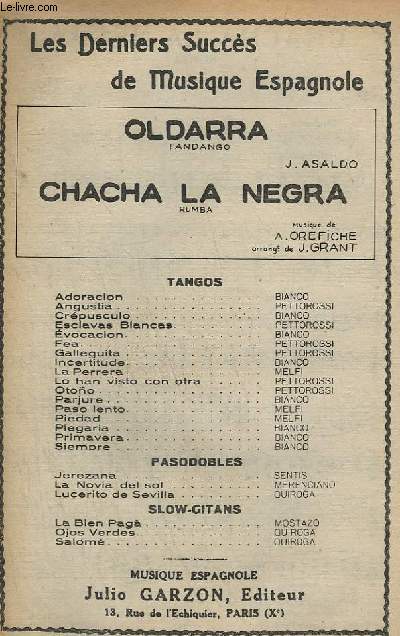 Le-livre.com
Les Derniers Succès
de Musique Espagnole
OLDARRA
FANDANGO
J. ASALDO
CHACHA LA NEGRA
RUMBA
musique de
A. OREFICHE
arrangt de J. GRANT
TANGOS
Adoracion BIANCO
Angustia PETTOROSSI
Crépusculo BIANCO
Esclavas Blancas PETTOROSSI
Evocacion BIANCO
Fea PETTOROSSI
Galleguita PETTOROSSI
Incertitude BIANCO
La Perrera MELFI
Lo han visto con otra PETTOROSSI
Otoño PETTOROSSI
Parjure BIANCO
Paso lento MELFI
Piedad MELFI
Plegaria BIANCO
Primavera BIANCO
Siempre BIANCO
PASODOBLES
Jerezana SENTIS
La Novia del sol MERENCIANO
Lucerito de Sevilla QUIROGA
SLOW-GITANS
La Bien Pagà MOSTAZO
Ojos Verdes QUIROGA
Salomé QUIROGA
MUSIQUE ESPAGNOLE
Julio GARZON, Editeur
13, Rue de l'Echiquier, PARIS (Xe)